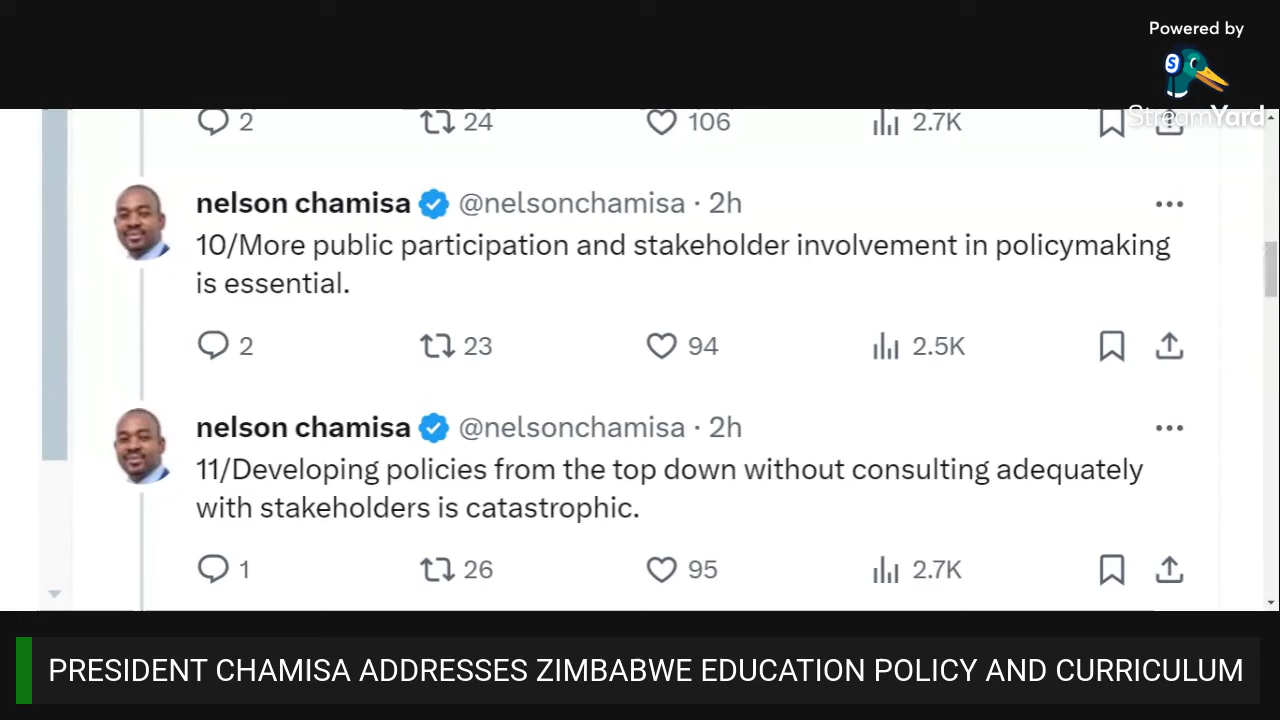 Powered by
StreamYard
2 24 106 2.7K
nelson chamisa @nelsonchamisa · 2h
10/More public participation and stakeholder involvement in policymaking
is essential.
2 23 94 2.5K
nelson chamisa @nelsonchamisa · 2h
11/Developing policies from the top down without consulting adequately
with stakeholders is catastrophic.
1 26 95 2.7K
PRESIDENT CHAMISA ADDRESSES ZIMBABWE EDUCATION POLICY AND CURRICULUM